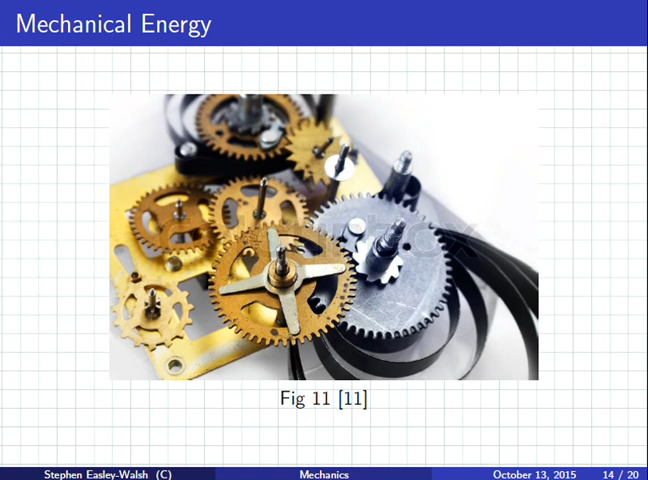 Mechanical Energy
Fig 11 [11]
Stephen Easley-Walsh (C)
Mechanics
October 13, 2015
14 / 20